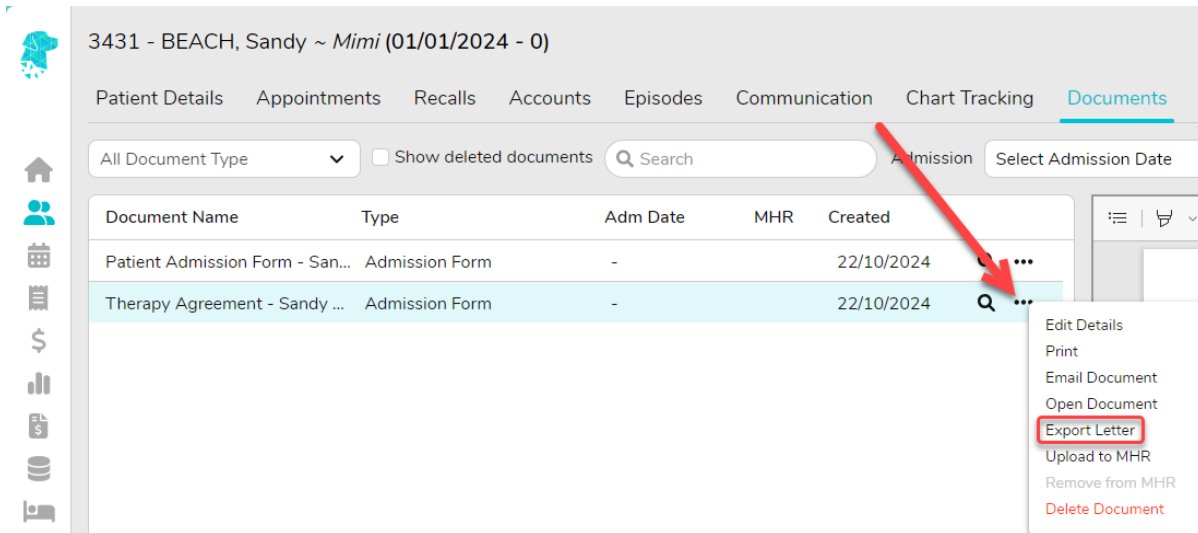 3431 - BEACH, Sandy ~ Mimi (01/01/2024 - 0)
Patient Details Appointments Recalls Accounts Episodes Communication Chart Tracking Documents
All Document Type Show deleted documents Search Admission Select Admission Date
Document Name Type Adm Date MHR Created
Patient Admission Form - San... Admission Form - 22/10/2024
Therapy Agreement - Sandy ... Admission Form - 22/10/2024
Edit Details
Print
Email Document
Open Document
Export Letter
Upload to MHR
Remove from MHR
Delete Document